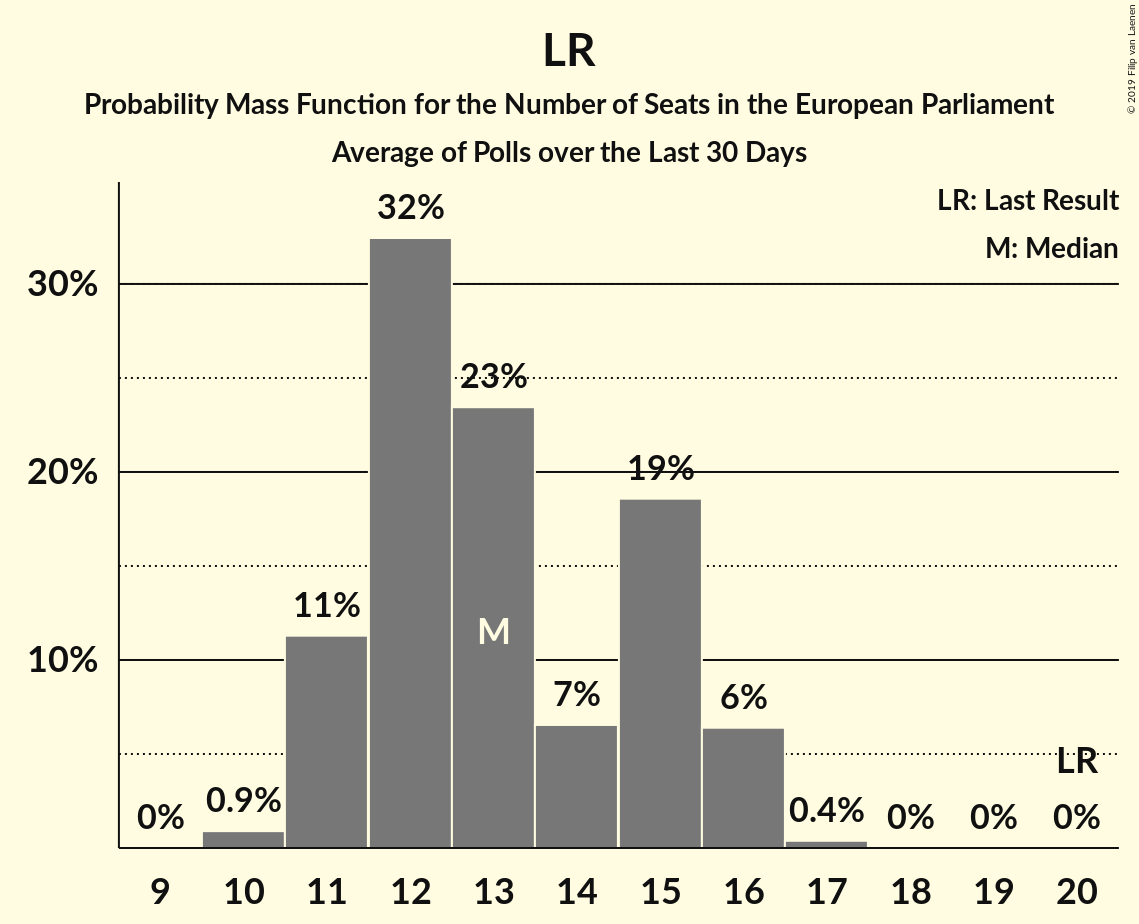 LR
Probability Mass Function for the Number of Seats in the European Parliament
Average of Polls over the Last 30 Days
© 2019 Filip van Laenen
LR: Last Result
M: Median
30%
20%
10%
0%
0.9%
11%
32%
23%
M
7%
19%
6%
0.4%
0%
0%
LR
0%
9 10 11 12 13 14 15 16 17 18 19 20